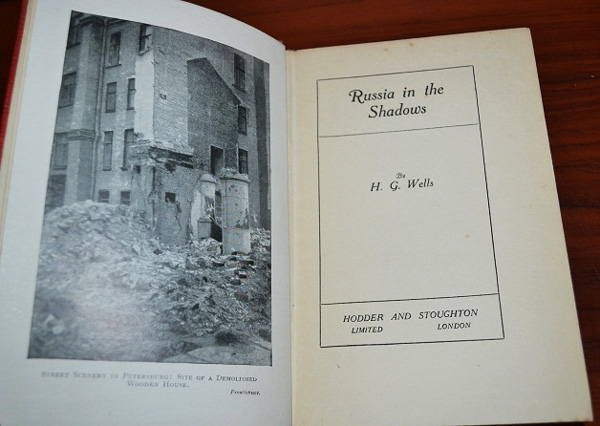 STREET SCENERY IN PETERSBURG: SITE OF A DEMOLISHED
WOODEN HOUSE.
Frontispiece.
Russia in the
Shadows
By
H. G. Wells
HODDER AND STOUGHTON
LIMITED LONDON